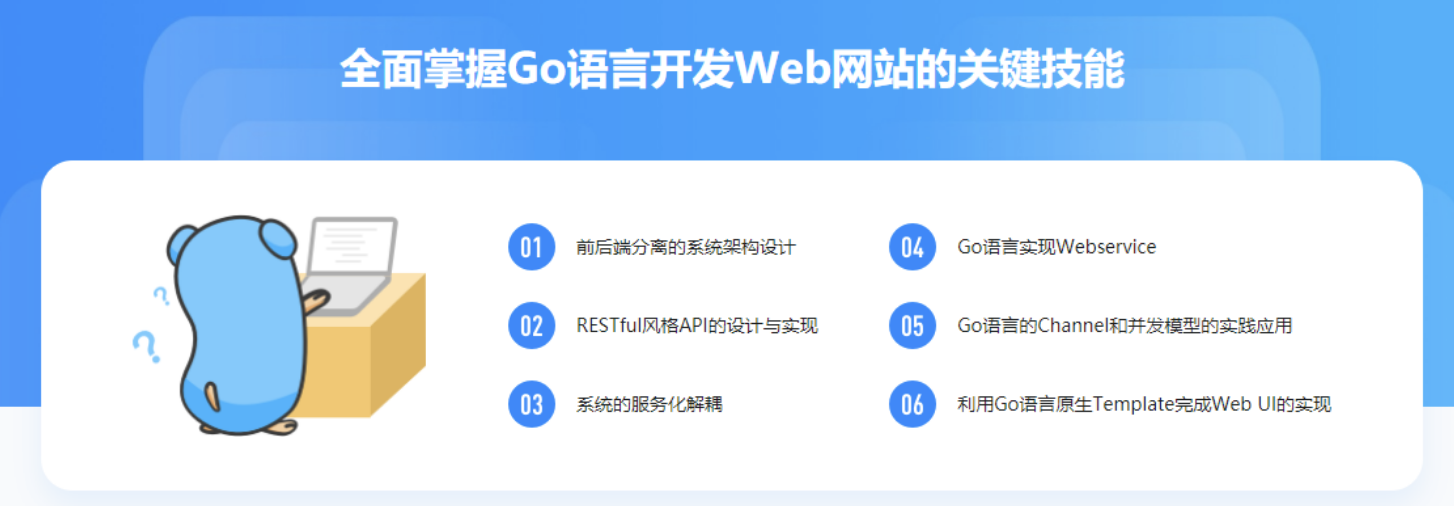 全面掌握Go语言开发Web网站的关键技能
01 前后端分离的系统架构设计
04 Go语言实现Webservice
02 RESTful风格API的设计与实现
05 Go语言的Channel和并发模型的实践应用
03 系统的服务化解耦
06 利用Go语言原生Template完成Web UI的实现
? ?